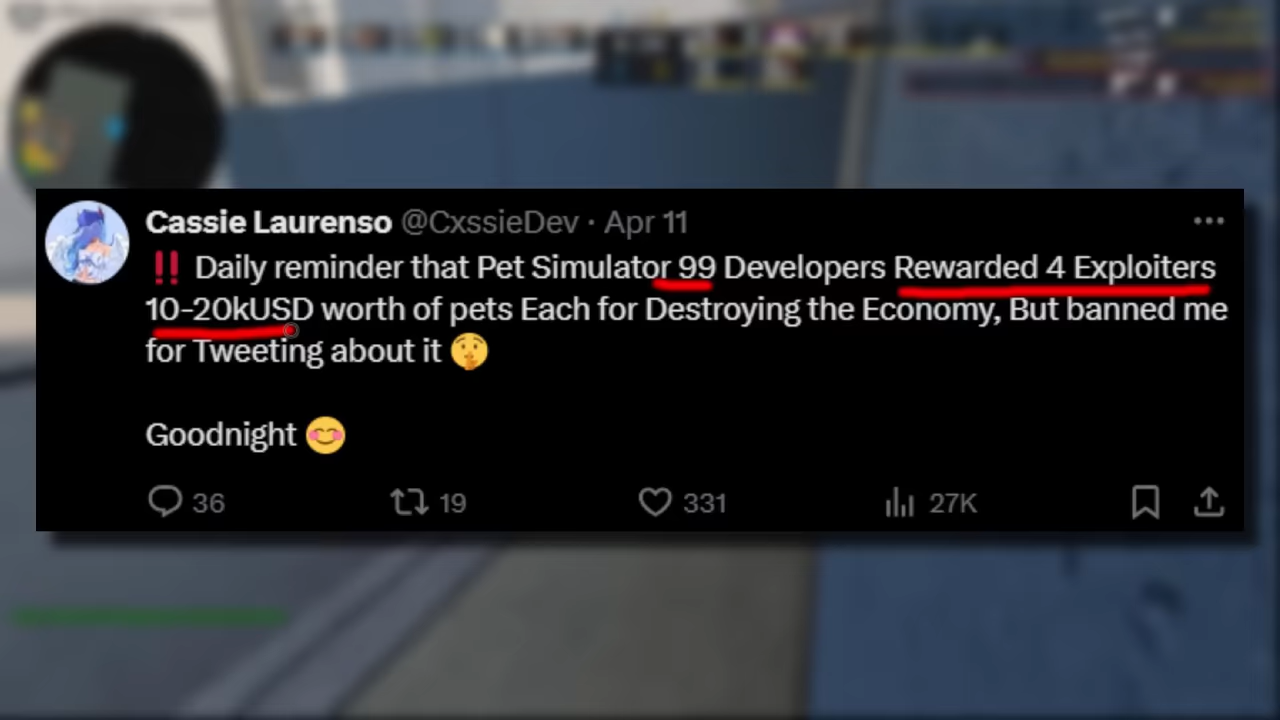 Cassie Laurenso @CxssieDev · Apr 11
‼️ Daily reminder that Pet Simulator 99 Developers Rewarded 4 Exploiters
10-20kUSD worth of pets Each for Destroying the Economy, But banned me
for Tweeting about it 🤫
Goodnight 😊
36 19 331 27K